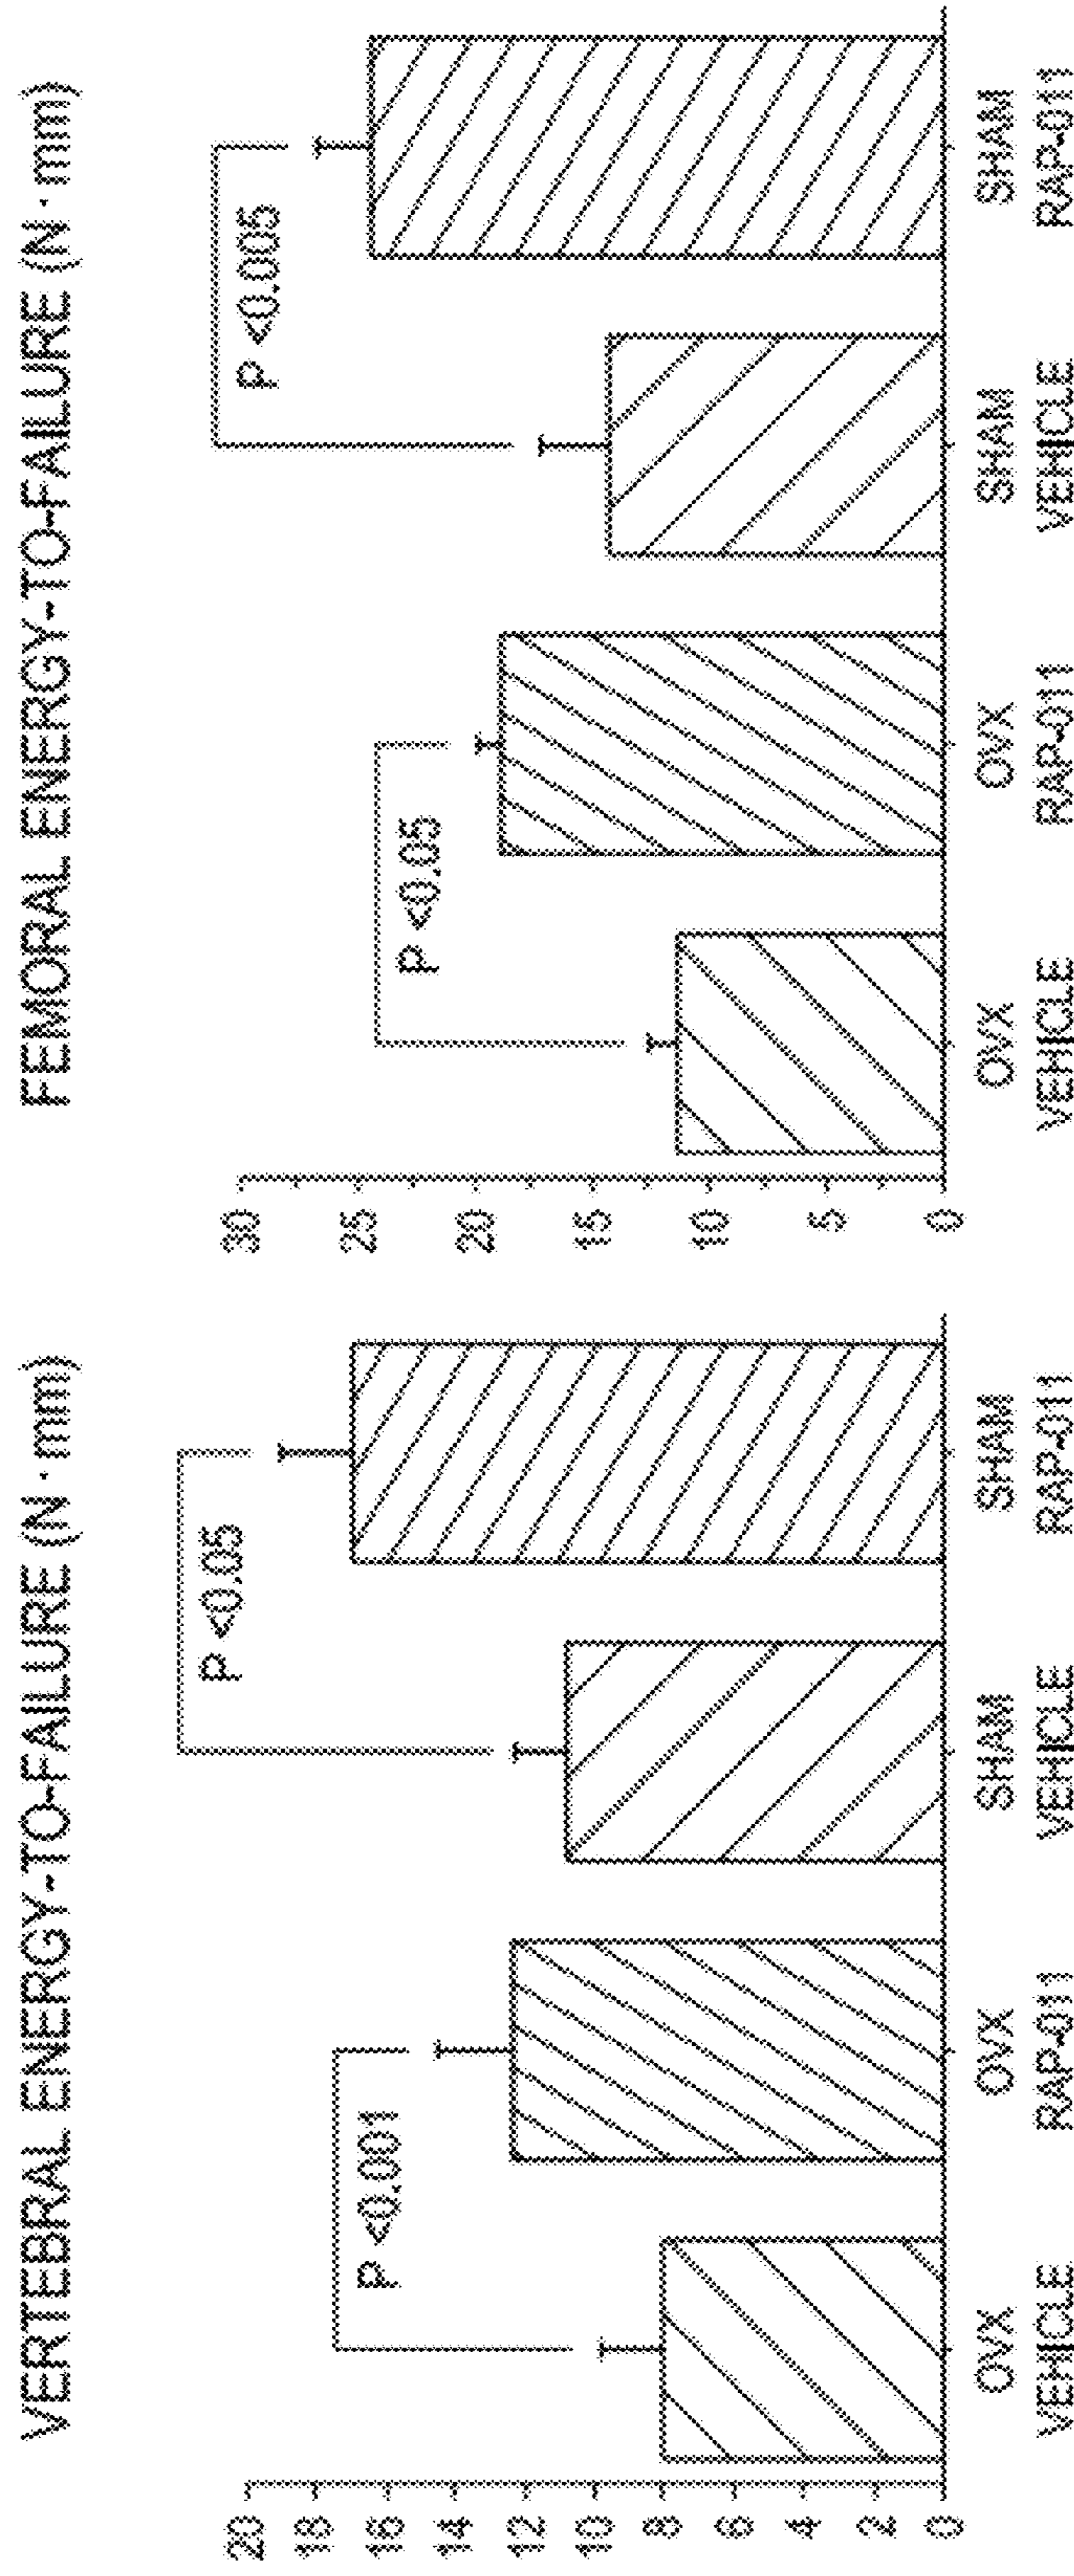 VERTEBRAL ENERGY-TO-FAILURE (N·mm)
20
18
16
14
12
10
8
6
4
2
0
P <0.001
P <0.05
OVX
VEHICLE
OVX
RAP-011
SHAM
VEHICLE
SHAM
RAP-011
FEMORAL ENERGY-TO-FAILURE (N·mm)
30
25
20
15
10
5
0
P <0.05
P <0.005
OVX
VEHICLE
OVX
RAP-011
SHAM
VEHICLE
SHAM
RAP-011